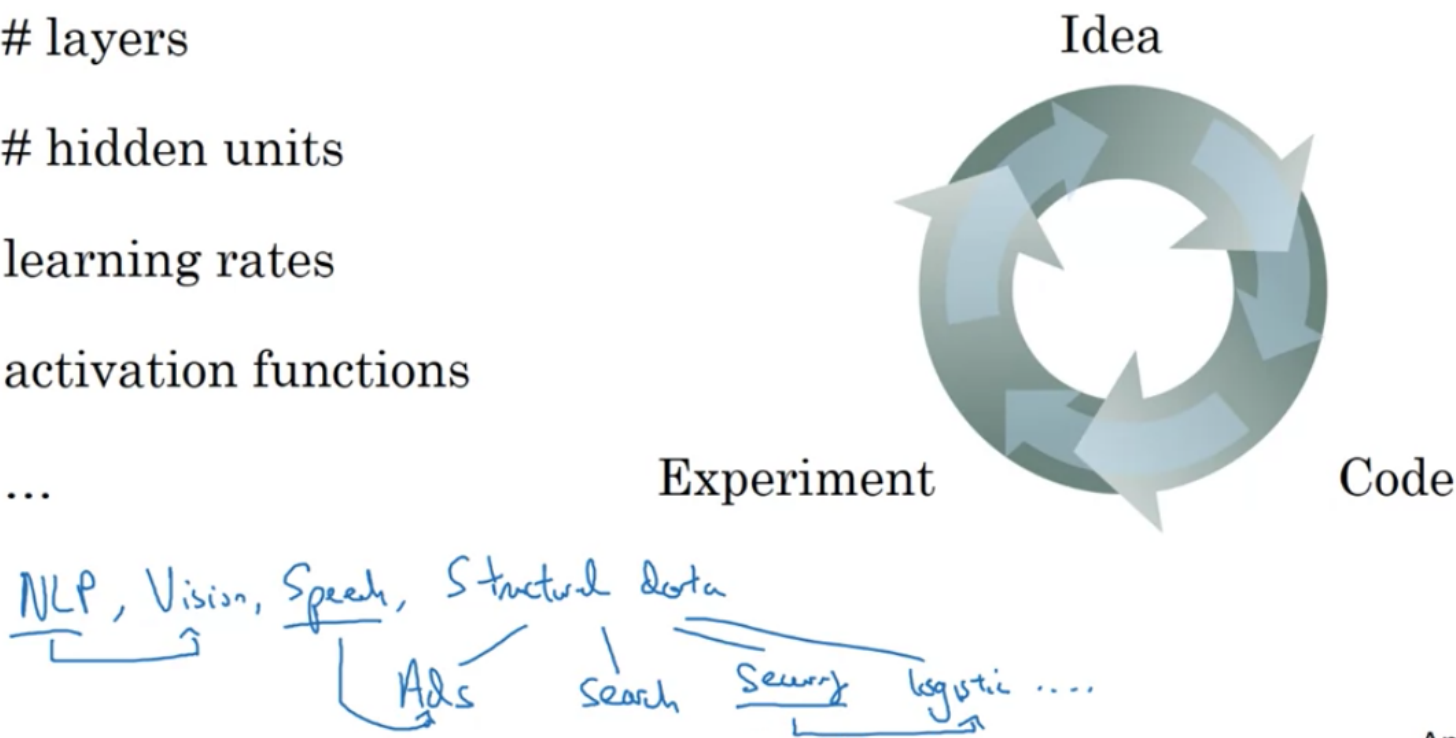 # layers
Idea
# hidden units
learning rates
activation functions
Experiment
Code
...
NLP, Vision, Speech, Structural data
Ads search Security logistic ....